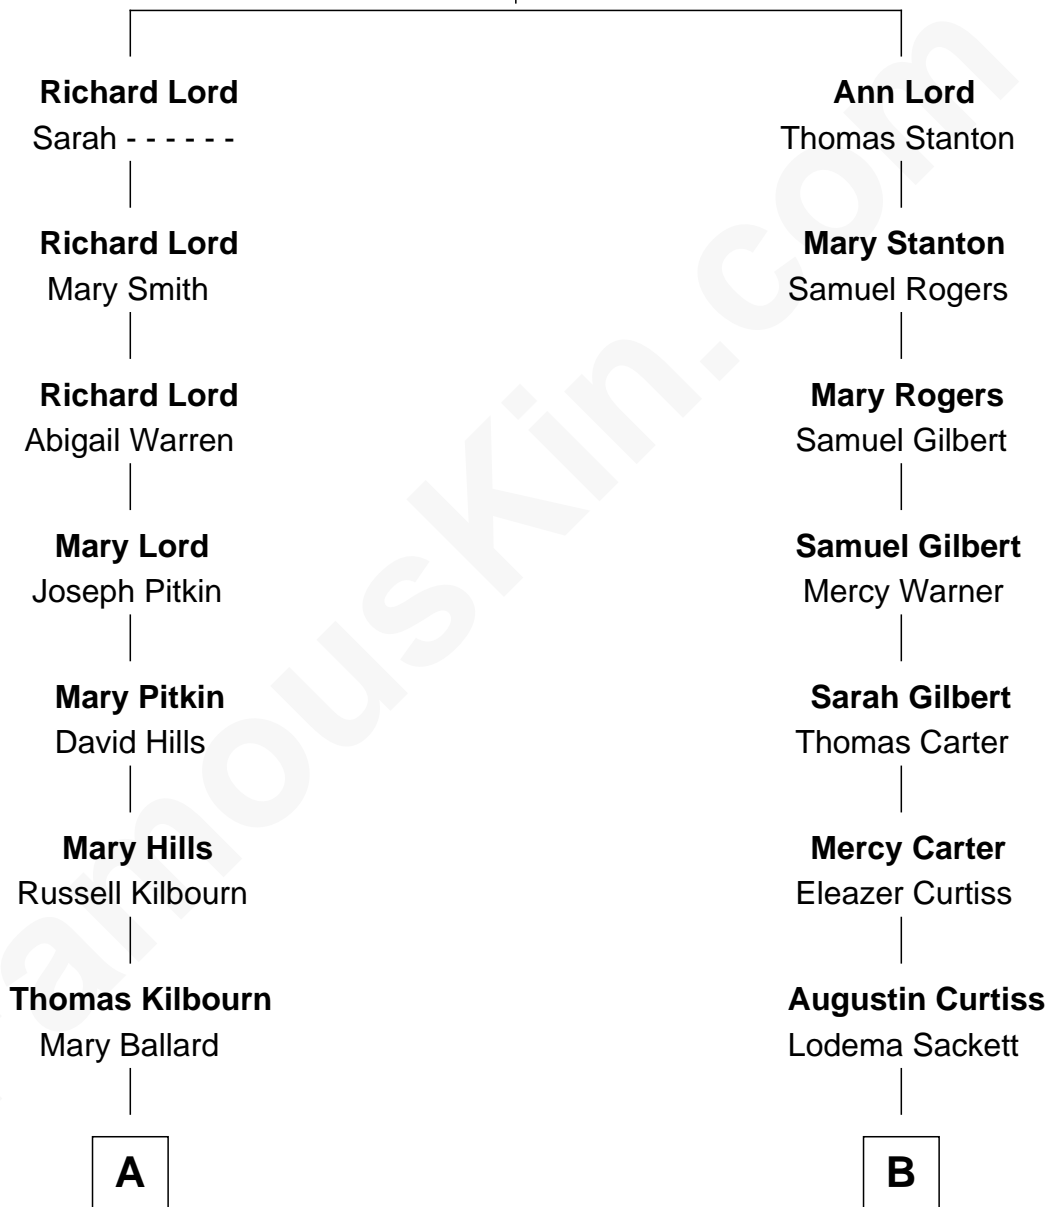 Richard Lord
Sarah - - - - - -
Ann Lord
Thomas Stanton
Richard Lord
Mary Smith
Mary Stanton
Samuel Rogers
Richard Lord
Abigail Warren
Mary Rogers
Samuel Gilbert
Mary Lord
Joseph Pitkin
Samuel Gilbert
Mercy Warner
Mary Pitkin
David Hills
Sarah Gilbert
Thomas Carter
Mary Hills
Russell Kilbourn
Mercy Carter
Eleazer Curtiss
Thomas Kilbourn
Mary Ballard
Augustin Curtiss
Lodema Sackett
A
B
amousKin.com